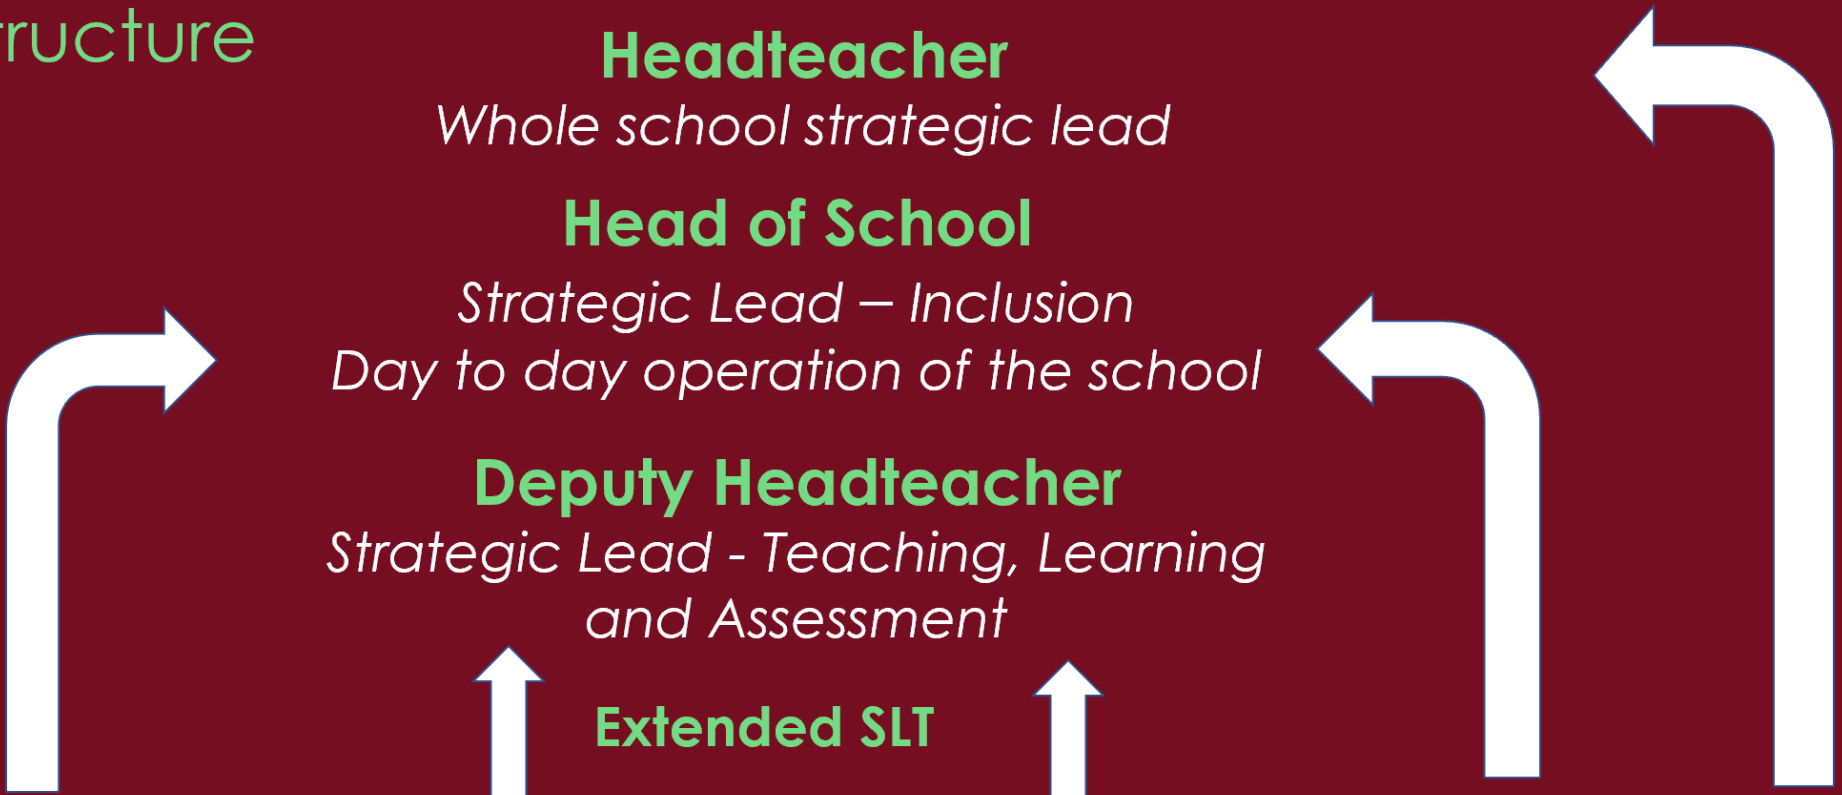 ructure
Headteacher
Whole school strategic lead
Head of School
Strategic Lead – Inclusion
Day to day operation of the school
Deputy Headteacher
Strategic Lead - Teaching, Learning
and Assessment
Extended SLT